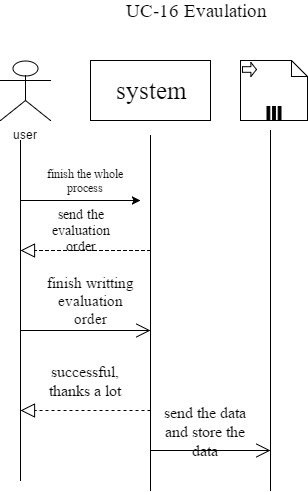 UC-16 Evaulation
system
user
finish the whole
process
send the
evaluation
order
finish writting
evaluation
order
successful,
thanks a lot
send the data
and store the
data